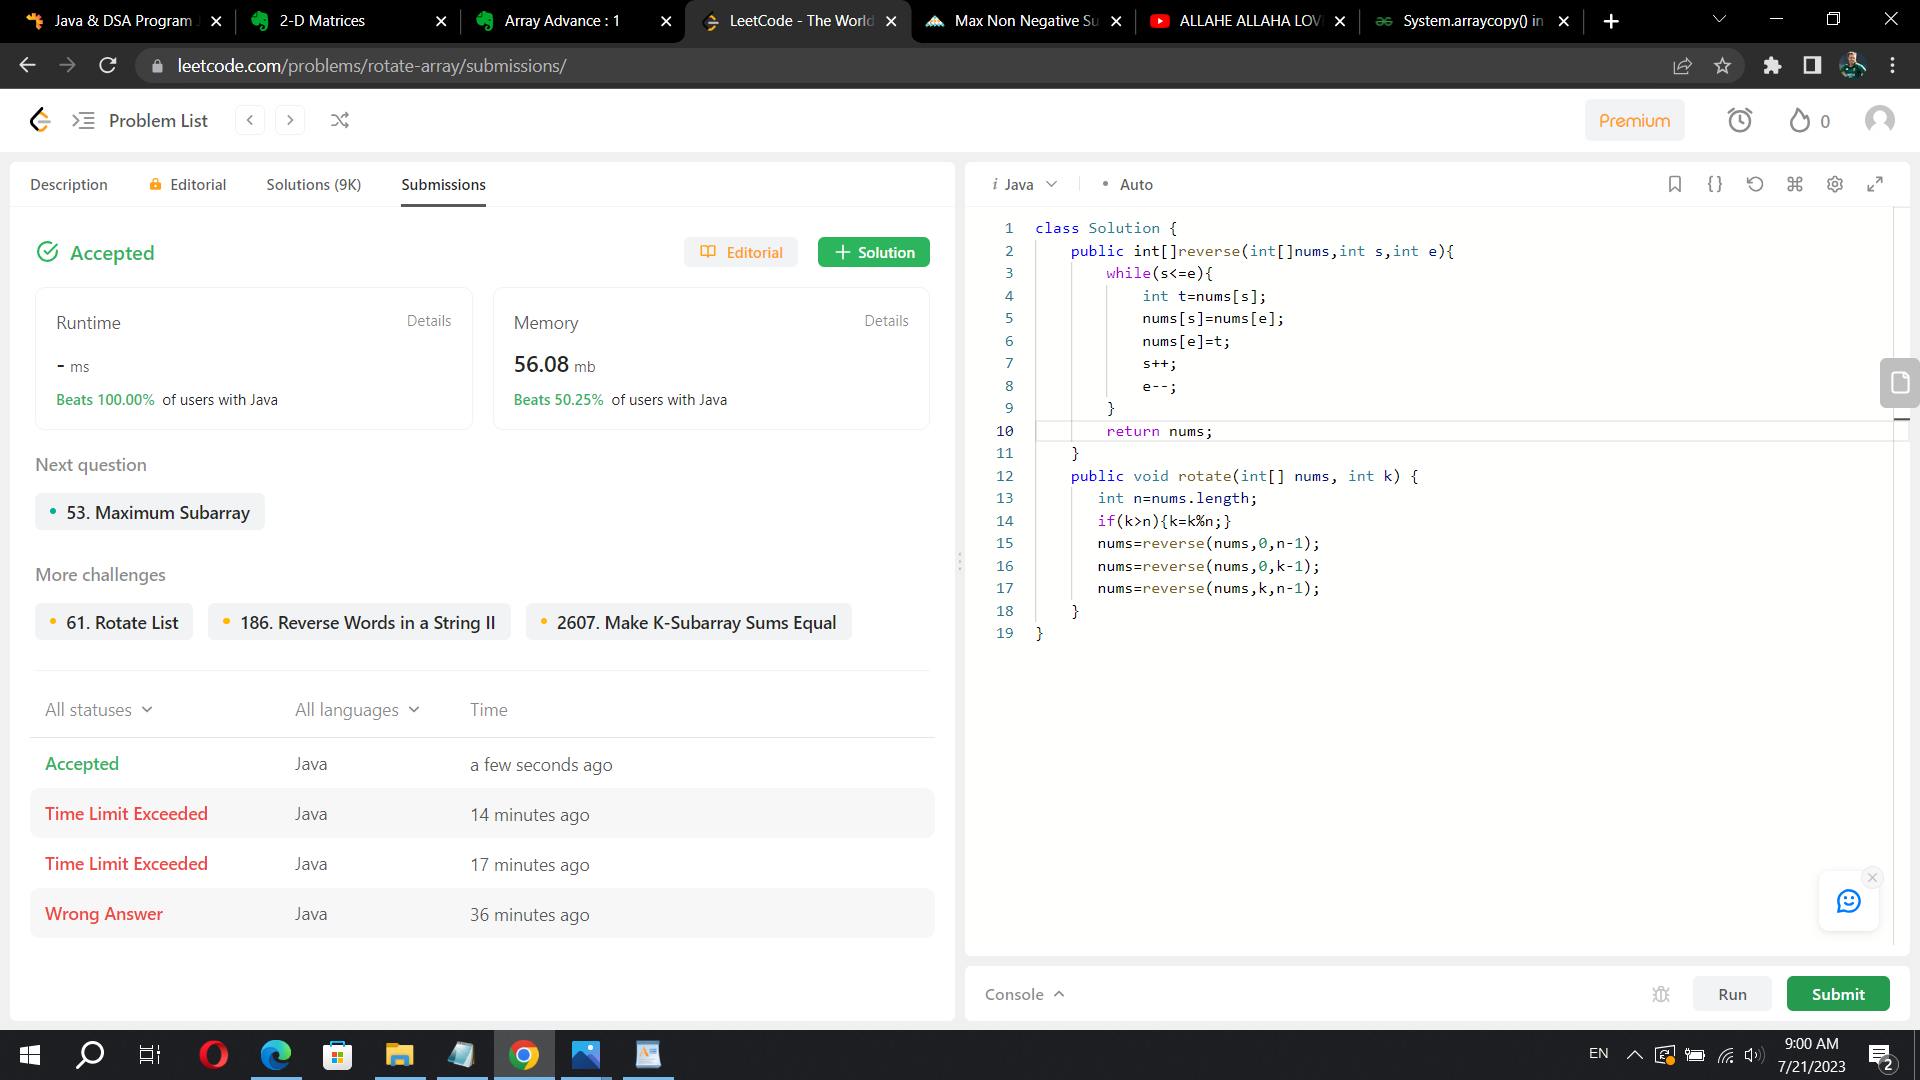 Java & DSA Program
2-D Matrices
Array Advance : 1
LeetCode - The World
Max Non Negative Su
ALLAHE ALLAHA LOV
System.arraycopy() in
leetcode.com/problems/rotate-array/submissions/
Problem List
Premium
0
Description
Editorial
Solutions (9K)
Submissions
Accepted
Editorial
Solution
Runtime
Details
- ms
Beats 100.00% of users with Java
Memory
Details
56.08 mb
Beats 50.25% of users with Java
Next question
53. Maximum Subarray
More challenges
61. Rotate List
186. Reverse Words in a String II
2607. Make K-Subarray Sums Equal
All statuses
All languages
Time
Accepted Java a few seconds ago
Time Limit Exceeded Java 14 minutes ago
Time Limit Exceeded Java 17 minutes ago
Wrong Answer Java 36 minutes ago
i Java
• Auto
1 class Solution {
2 public int[]reverse(int[]nums,int s,int e){
3 while(s<=e){
4 int t=nums[s];
5 nums[s]=nums[e];
6 nums[e]=t;
7 s++;
8 e--;
9 }
10 return nums;
11 }
12 public void rotate(int[] nums, int k) {
13 int n=nums.length;
14 if(k>n){k=k%n;}
15 nums=reverse(nums,0,n-1);
16 nums=reverse(nums,0,k-1);
17 nums=reverse(nums,k,n-1);
18 }
19 }
Console
Run
Submit
EN
9:00 AM
7/21/2023
2